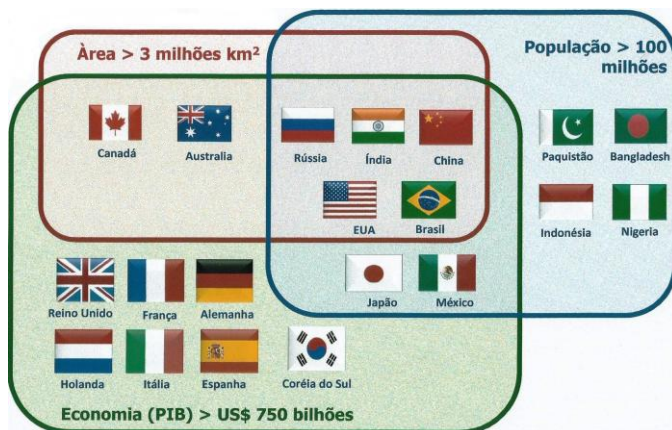 Àrea > 3 milhões km²
População > 100
milhões
Canadá
Australia
Rússia
Índia
China
Paquistão
Bangladesh
EUA
Brasil
Indonésia
Nigeria
Reino Unido
França
Alemanha
Japão
México
Holanda
Itália
Espanha
Coréia do Sul
Economia (PIB) > US$ 750 bilhões